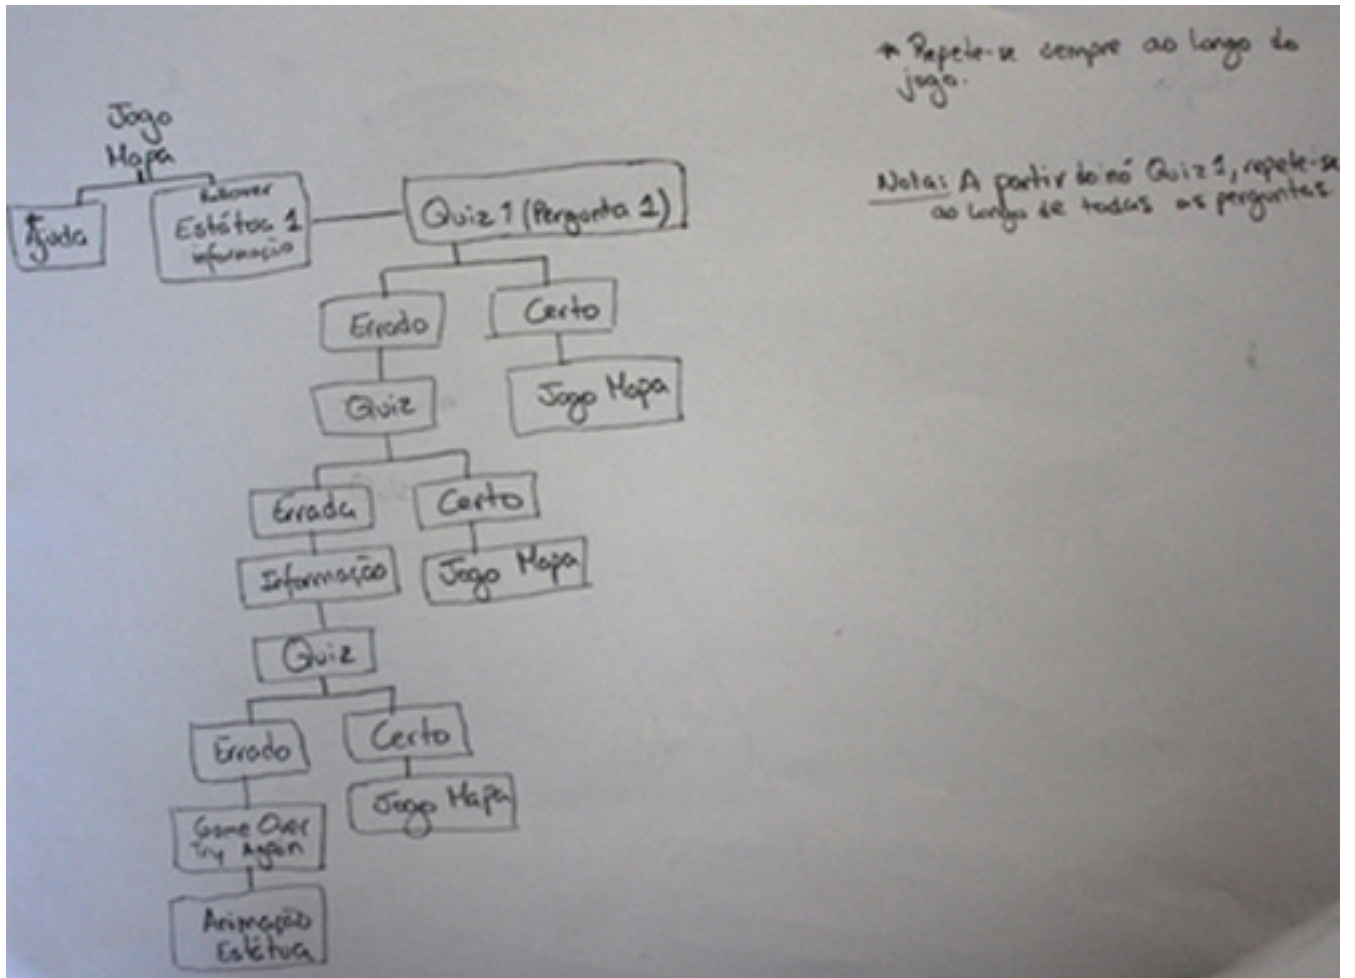 * Repete-se sempre ao longo do
jogo.
Nota: A partir do nó Quiz 1, repete-se
ao longo de todas as perguntas
Jogo
Mapa
Ajuda
Estátua 1
informação
Quiz 1 (Pergunta 1)
Errado
Certo
Quiz
Jogo Mapa
Errada
Certo
Informação
Jogo Mapa
Quiz
Errado
Certo
Jogo Mapa
Game Over
Try Again
Animação
Estátua